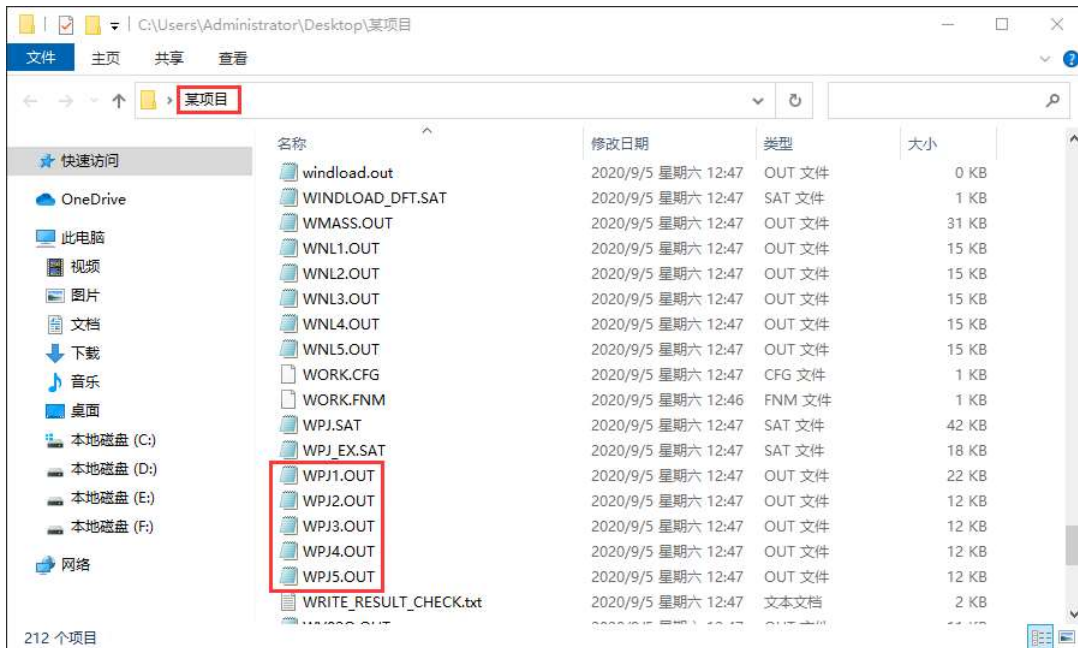 C:\Users\Administrator\Desktop\某项目
文件 主页 共享 查看
某项目
名称 修改日期 类型 大小
快速访问
OneDrive
此电脑
视频
图片
文档
下载
音乐
桌面
本地磁盘 (C:)
本地磁盘 (D:)
本地磁盘 (E:)
本地磁盘 (F:)
网络
windload.out 2020/9/5 星期六 12:47 OUT 文件 0 KB
WINDLOAD_DFT.SAT 2020/9/5 星期六 12:47 SAT 文件 1 KB
WMASS.OUT 2020/9/5 星期六 12:47 OUT 文件 31 KB
WNL1.OUT 2020/9/5 星期六 12:47 OUT 文件 15 KB
WNL2.OUT 2020/9/5 星期六 12:47 OUT 文件 15 KB
WNL3.OUT 2020/9/5 星期六 12:47 OUT 文件 15 KB
WNL4.OUT 2020/9/5 星期六 12:47 OUT 文件 15 KB
WNL5.OUT 2020/9/5 星期六 12:47 OUT 文件 15 KB
WORK.CFG 2020/9/5 星期六 12:47 CFG 文件 1 KB
WORK.FNM 2020/9/5 星期六 12:46 FNM 文件 1 KB
WPJ.SAT 2020/9/5 星期六 12:47 SAT 文件 42 KB
WPJ_EX.SAT 2020/9/5 星期六 12:47 SAT 文件 18 KB
WPJ1.OUT 2020/9/5 星期六 12:47 OUT 文件 22 KB
WPJ2.OUT 2020/9/5 星期六 12:47 OUT 文件 12 KB
WPJ3.OUT 2020/9/5 星期六 12:47 OUT 文件 12 KB
WPJ4.OUT 2020/9/5 星期六 12:47 OUT 文件 12 KB
WPJ5.OUT 2020/9/5 星期六 12:47 OUT 文件 12 KB
WRITE_RESULT_CHECK.txt 2020/9/5 星期六 12:47 文本文档 2 KB
212 个项目